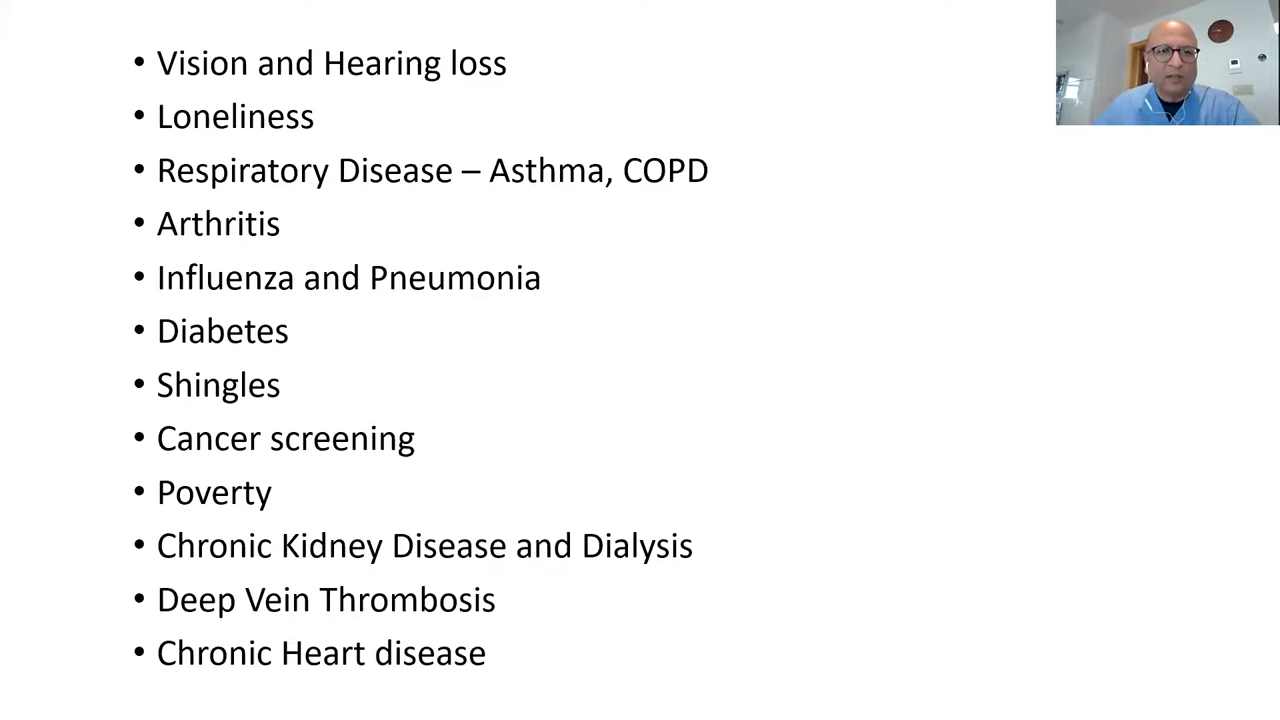 • Vision and Hearing loss
• Loneliness
• Respiratory Disease – Asthma, COPD
• Arthritis
• Influenza and Pneumonia
• Diabetes
• Shingles
• Cancer screening
• Poverty
• Chronic Kidney Disease and Dialysis
• Deep Vein Thrombosis
• Chronic Heart disease